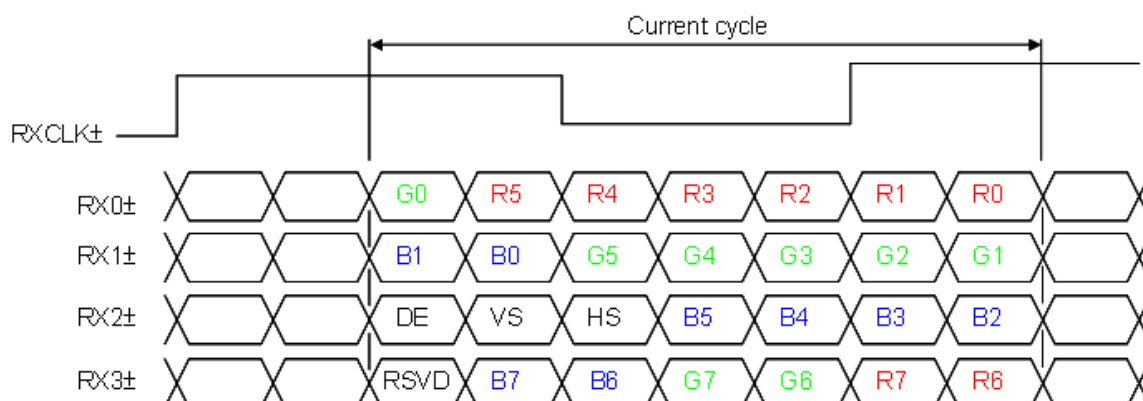 Current cycle
RXCLK±
RX0± G0 R5 R4 R3 R2 R1 R0
RX1± B1 B0 G5 G4 G3 G2 G1
RX2± DE VS HS B5 B4 B3 B2
RX3± RSVD B7 B6 G7 G6 R7 R6